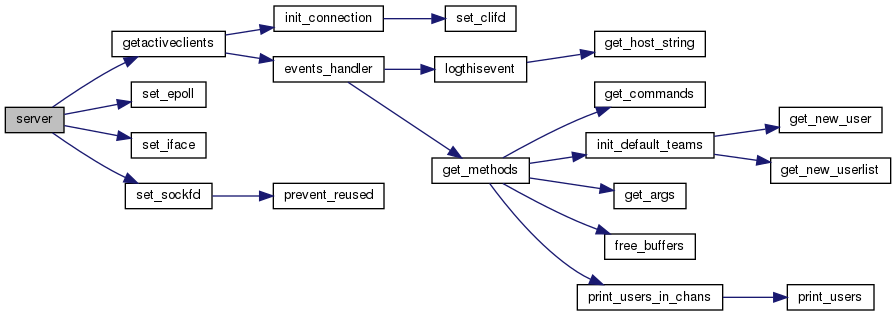 server
getactiveclients
set_epoll
set_iface
set_sockfd
init_connection
events_handler
prevent_reused
set_clifd
logthisevent
get_methods
get_host_string
get_commands
init_default_teams
get_args
free_buffers
print_users_in_chans
get_new_user
get_new_userlist
print_users